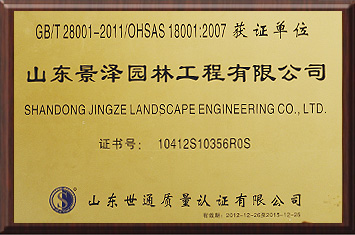 GB/T 28001-2011/OHSAS 18001:2007 获证单位
山东景泽园林工程有限公司
SHANDONG JINGZE LANDSCAPE ENGINEERING CO., LTD.
证书号: 10412S10356R0S
山东世通质量认证有限公司
有效期: 2012-12-26至2015-12-25